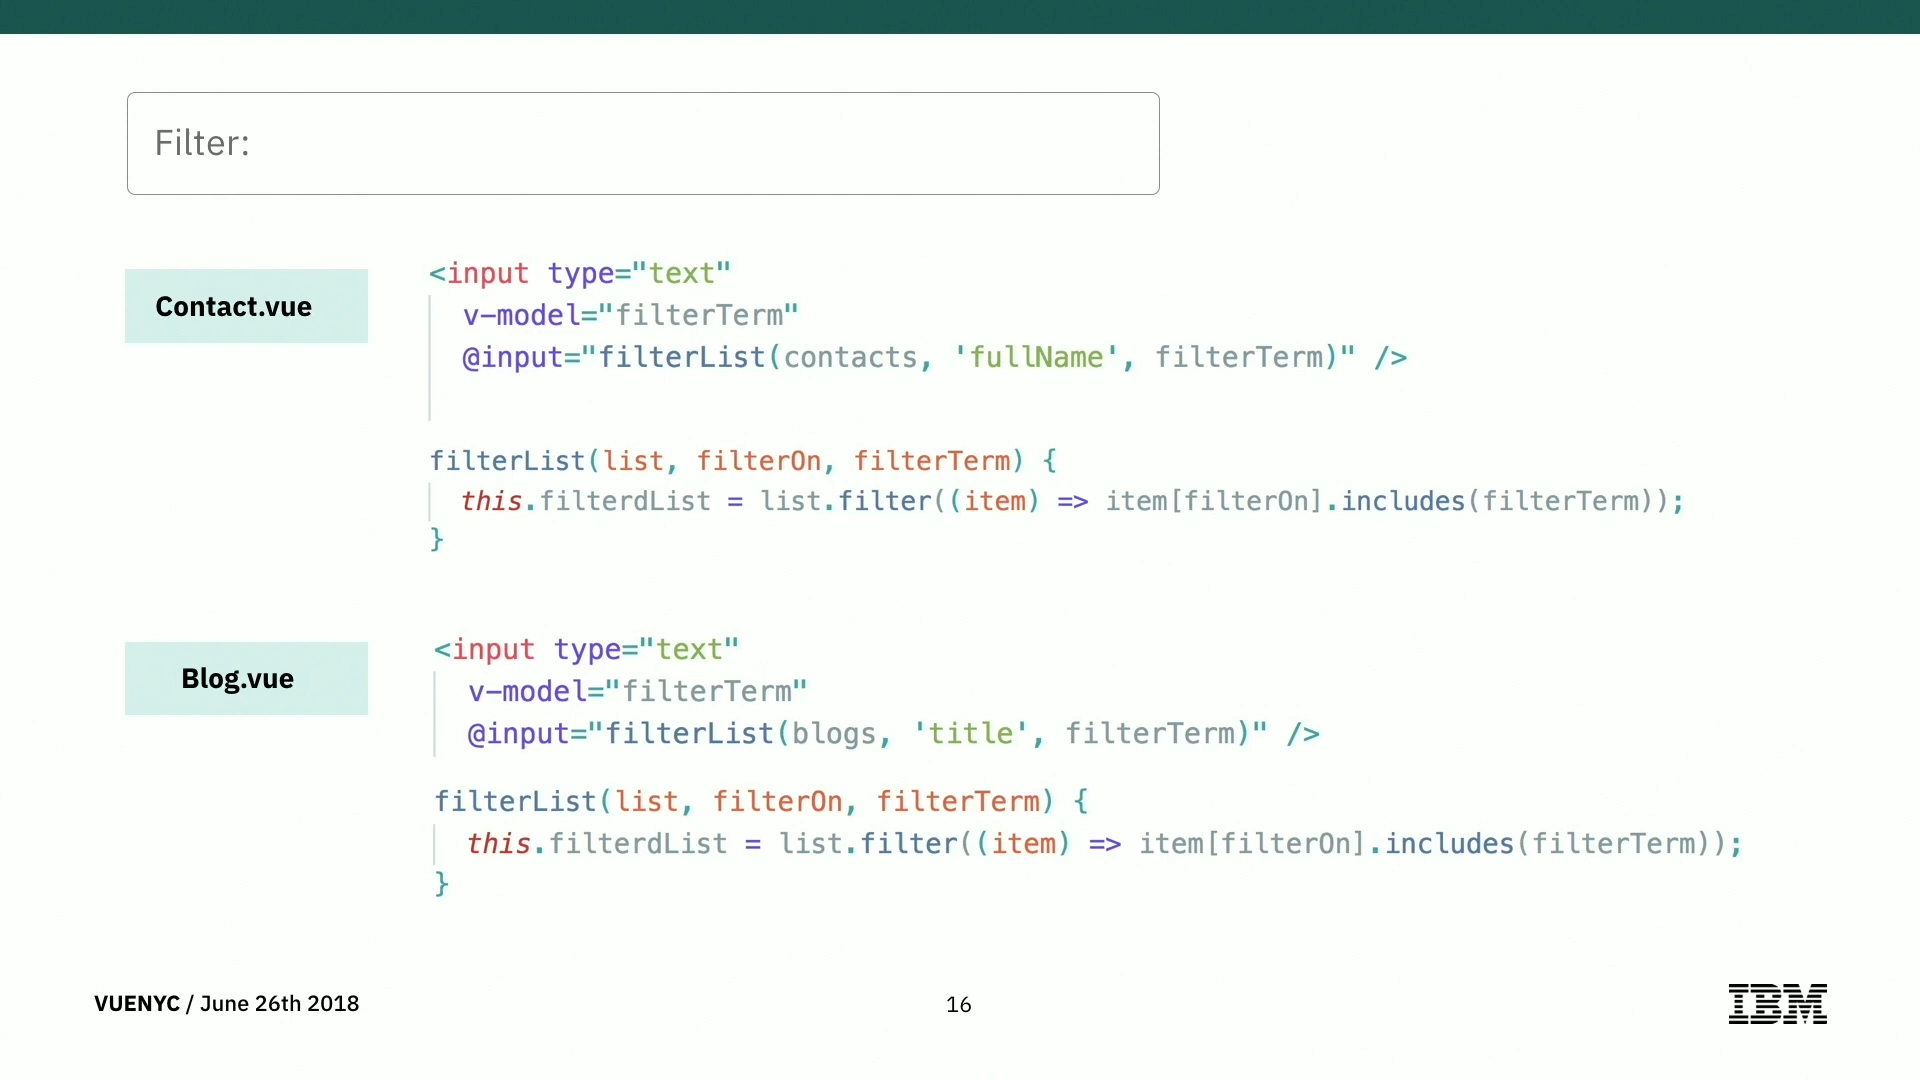 Filter:
Contact.vue
<input type="text"
v-model="filterTerm"
@input="filterList(contacts, 'fullName', filterTerm)" />
filterList(list, filterOn, filterTerm) {
this.filterdList = list.filter((item) => item[filterOn].includes(filterTerm));
}
Blog.vue
<input type="text"
v-model="filterTerm"
@input="filterList(blogs, 'title', filterTerm)" />
filterList(list, filterOn, filterTerm) {
this.filterdList = list.filter((item) => item[filterOn].includes(filterTerm));
}
VUENYC / June 26th 2018
16
IBM